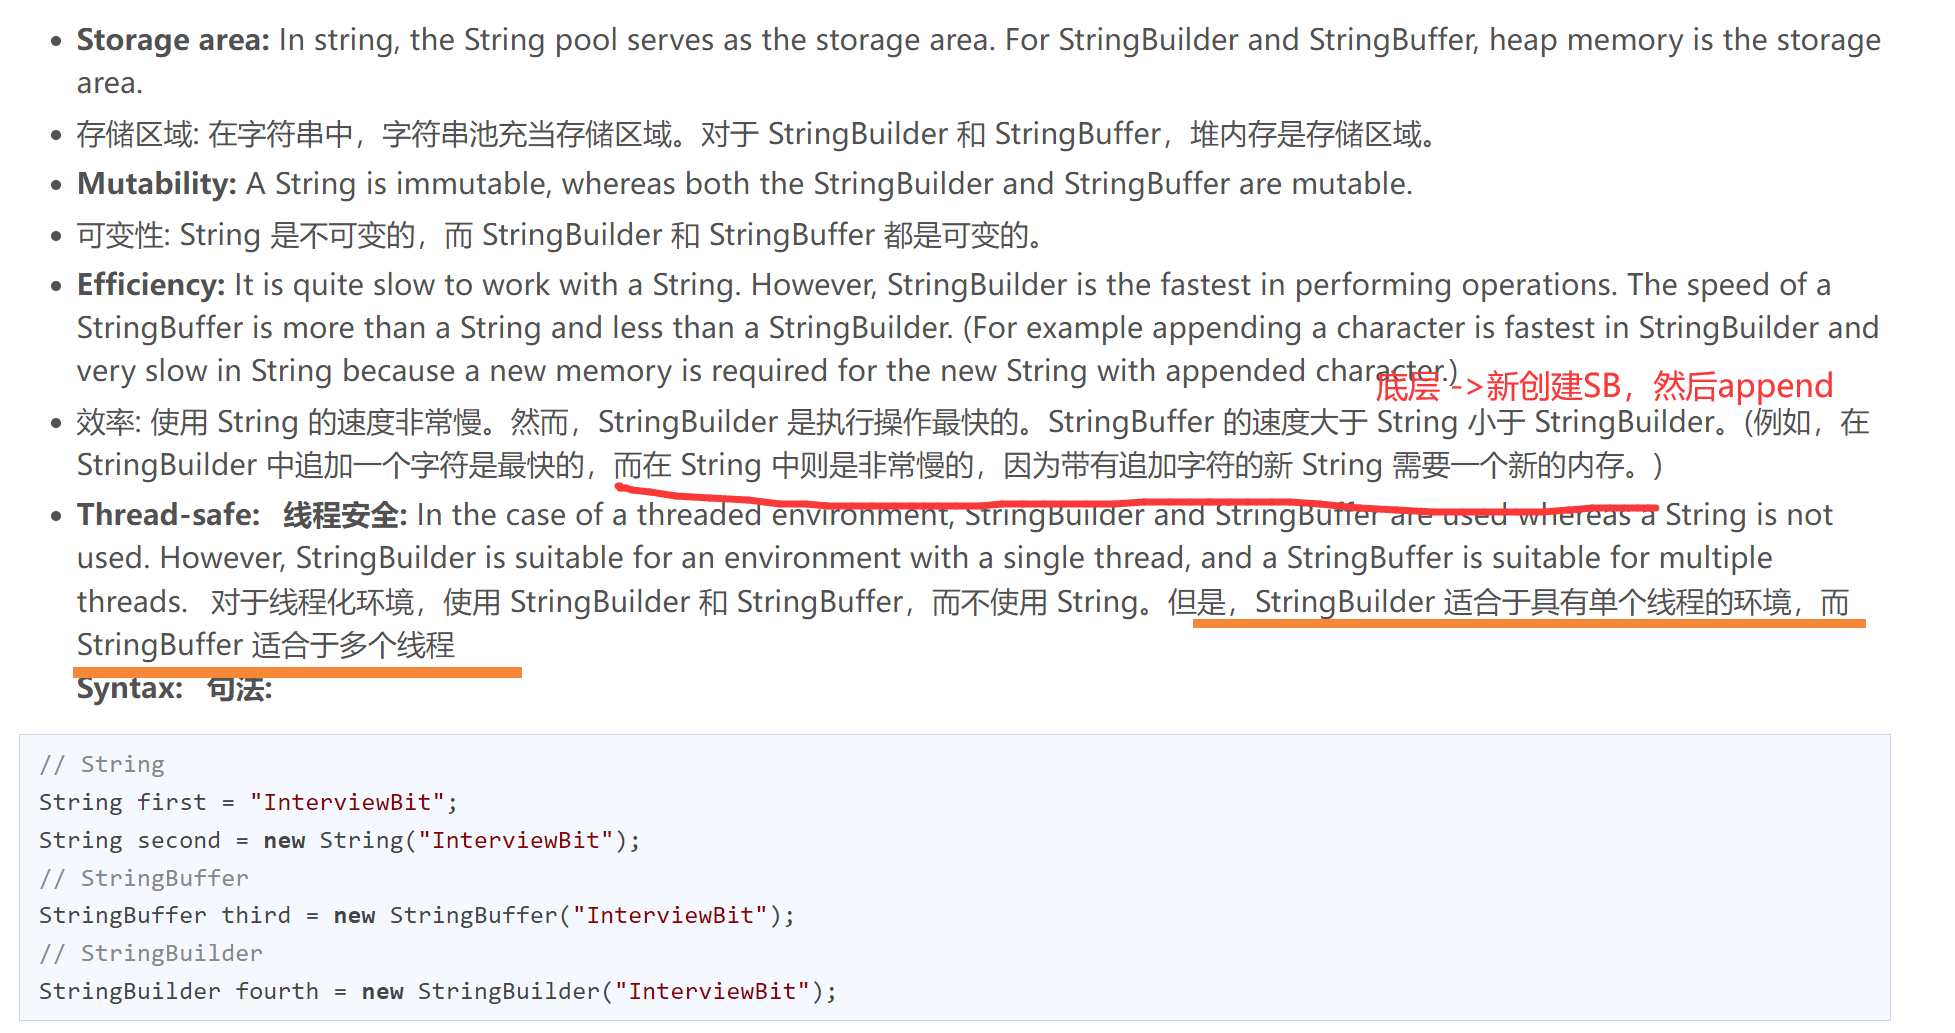 Storage area: In string, the String pool serves as the storage area. For StringBuilder and StringBuffer, heap memory is the storage
area.
存储区域: 在字符串中，字符串池充当存储区域。对于 StringBuilder 和 StringBuffer，堆内存是存储区域。
Mutability: A String is immutable, whereas both the StringBuilder and StringBuffer are mutable.
可变性: String 是不可变的，而 StringBuilder 和 StringBuffer 都是可变的。
Efficiency: It is quite slow to work with a String. However, StringBuilder is the fastest in performing operations. The speed of a
StringBuffer is more than a String and less than a StringBuilder. (For example appending a character is fastest in StringBuilder and
very slow in String because a new memory is required for the new String with appended character.)
底层 ->新创建SB，然后append
效率: 使用 String 的速度非常慢。然而，StringBuilder 是执行操作最快的。StringBuffer 的速度大于 String 小于 StringBuilder。(例如，在
StringBuilder 中追加一个字符是最快的，而在 String 中则是非常慢的，因为带有追加字符的新 String 需要一个新的内存。)
Thread-safe: 线程安全: In the case of a threaded environment, StringBuilder and StringBuffer are used whereas a String is not
used. However, StringBuilder is suitable for an environment with a single thread, and a StringBuffer is suitable for multiple
threads. 对于线程化环境，使用 StringBuilder 和 StringBuffer，而不使用 String。但是，StringBuilder 适合于具有单个线程的环境，而
StringBuffer 适合于多个线程
Syntax: 句法:
// String
String first = "InterviewBit";
String second = new String("InterviewBit");
// StringBuffer
StringBuffer third = new StringBuffer("InterviewBit");
// StringBuilder
StringBuilder fourth = new StringBuilder("InterviewBit");